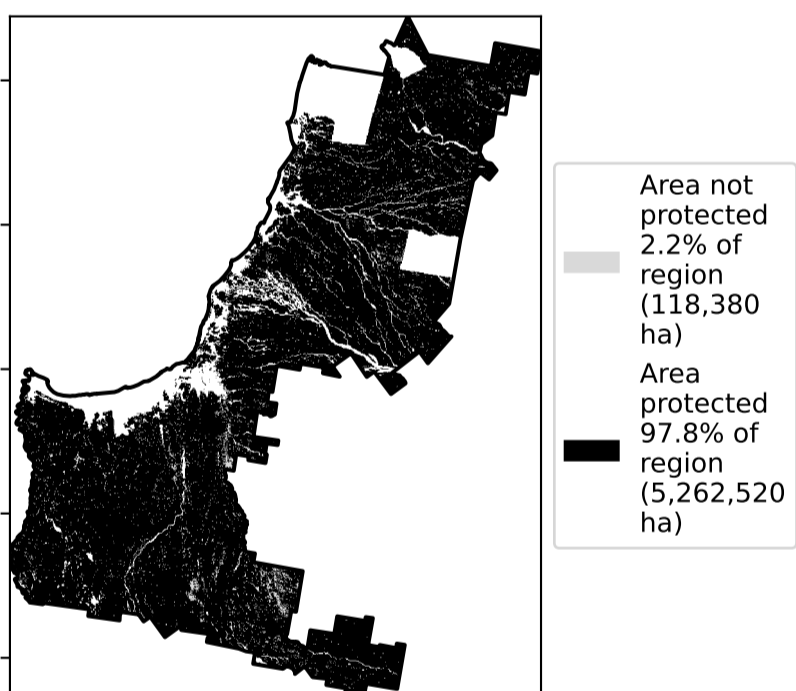 Area not
protected
2.2% of
region
(118,380
ha)
Area
protected
97.8% of
region
(5,262,520
ha)